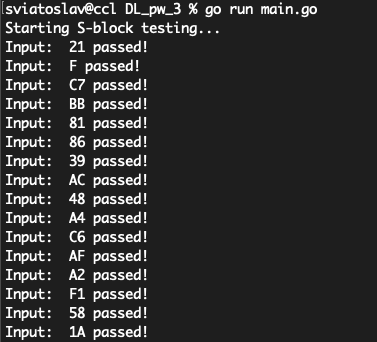 sviatoslav@ccl DL_pw_3 % go run main.go
Starting S-block testing...
Input:  21 passed!
Input:  F passed!
Input:  C7 passed!
Input:  BB passed!
Input:  81 passed!
Input:  86 passed!
Input:  39 passed!
Input:  AC passed!
Input:  48 passed!
Input:  A4 passed!
Input:  C6 passed!
Input:  AF passed!
Input:  A2 passed!
Input:  F1 passed!
Input:  58 passed!
Input:  1A passed!